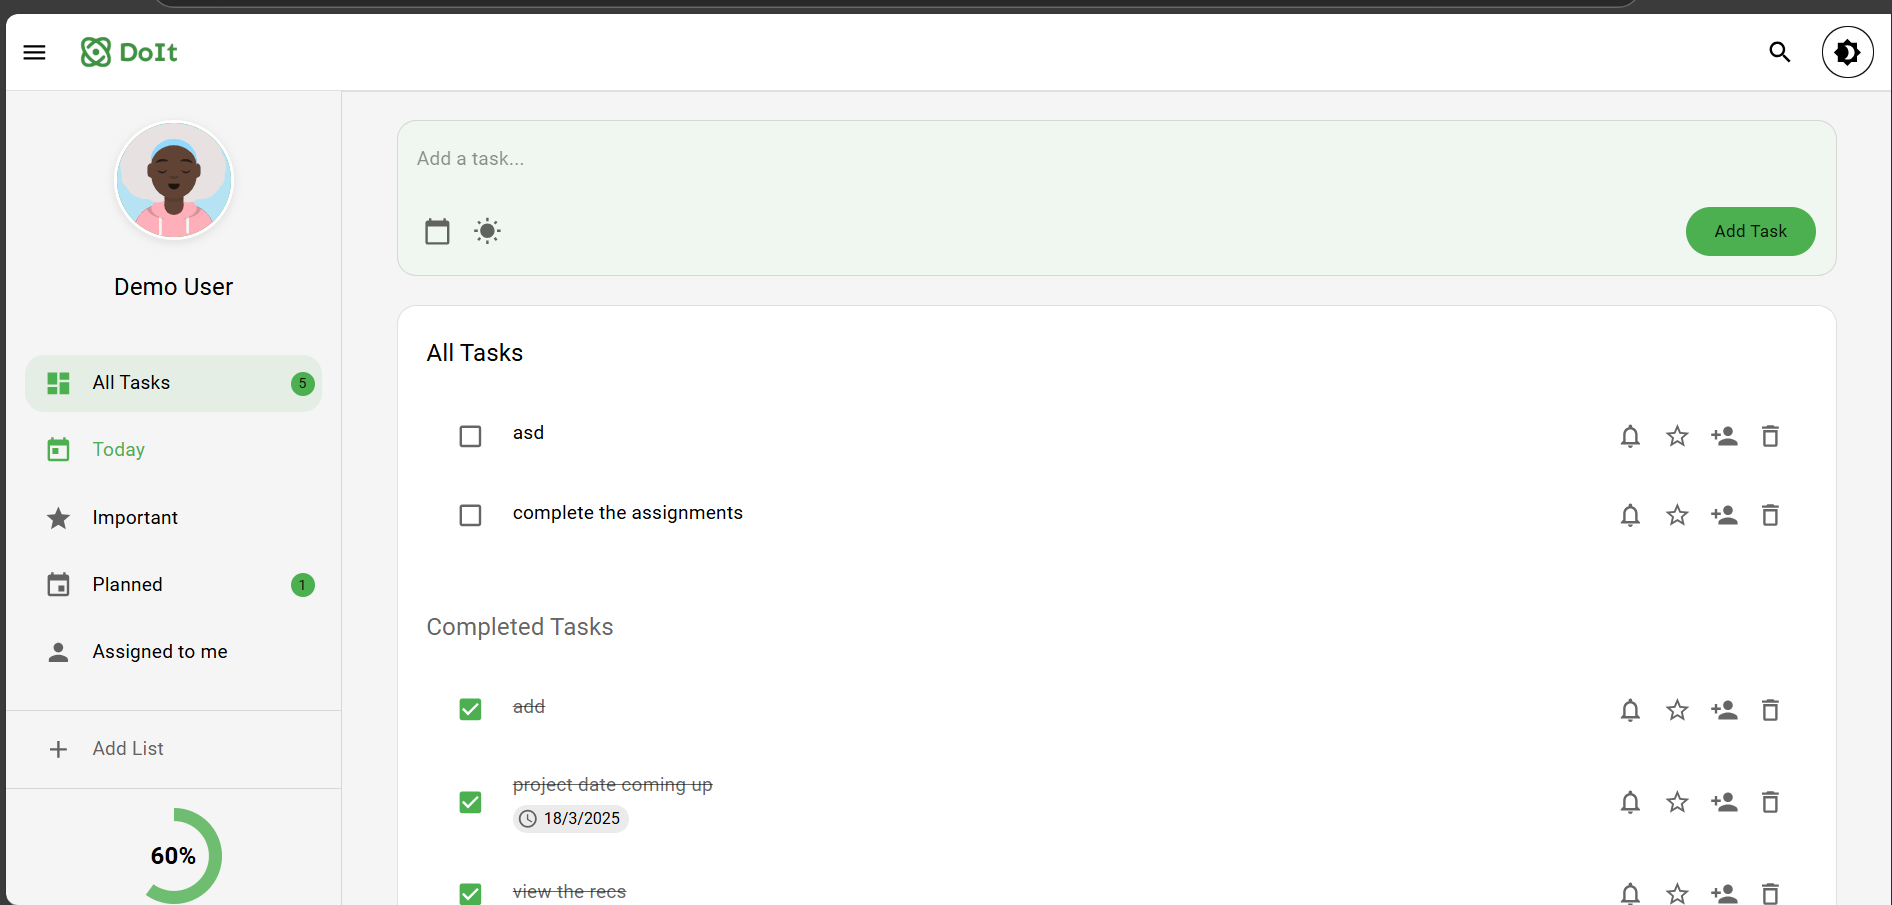 DoIt
Demo User
All Tasks 5
Today
Important
Planned 1
Assigned to me
Add List
60%
Add a task...
Add Task
All Tasks
asd
complete the assignments
Completed Tasks
add
project date coming up
18/3/2025
view the recs